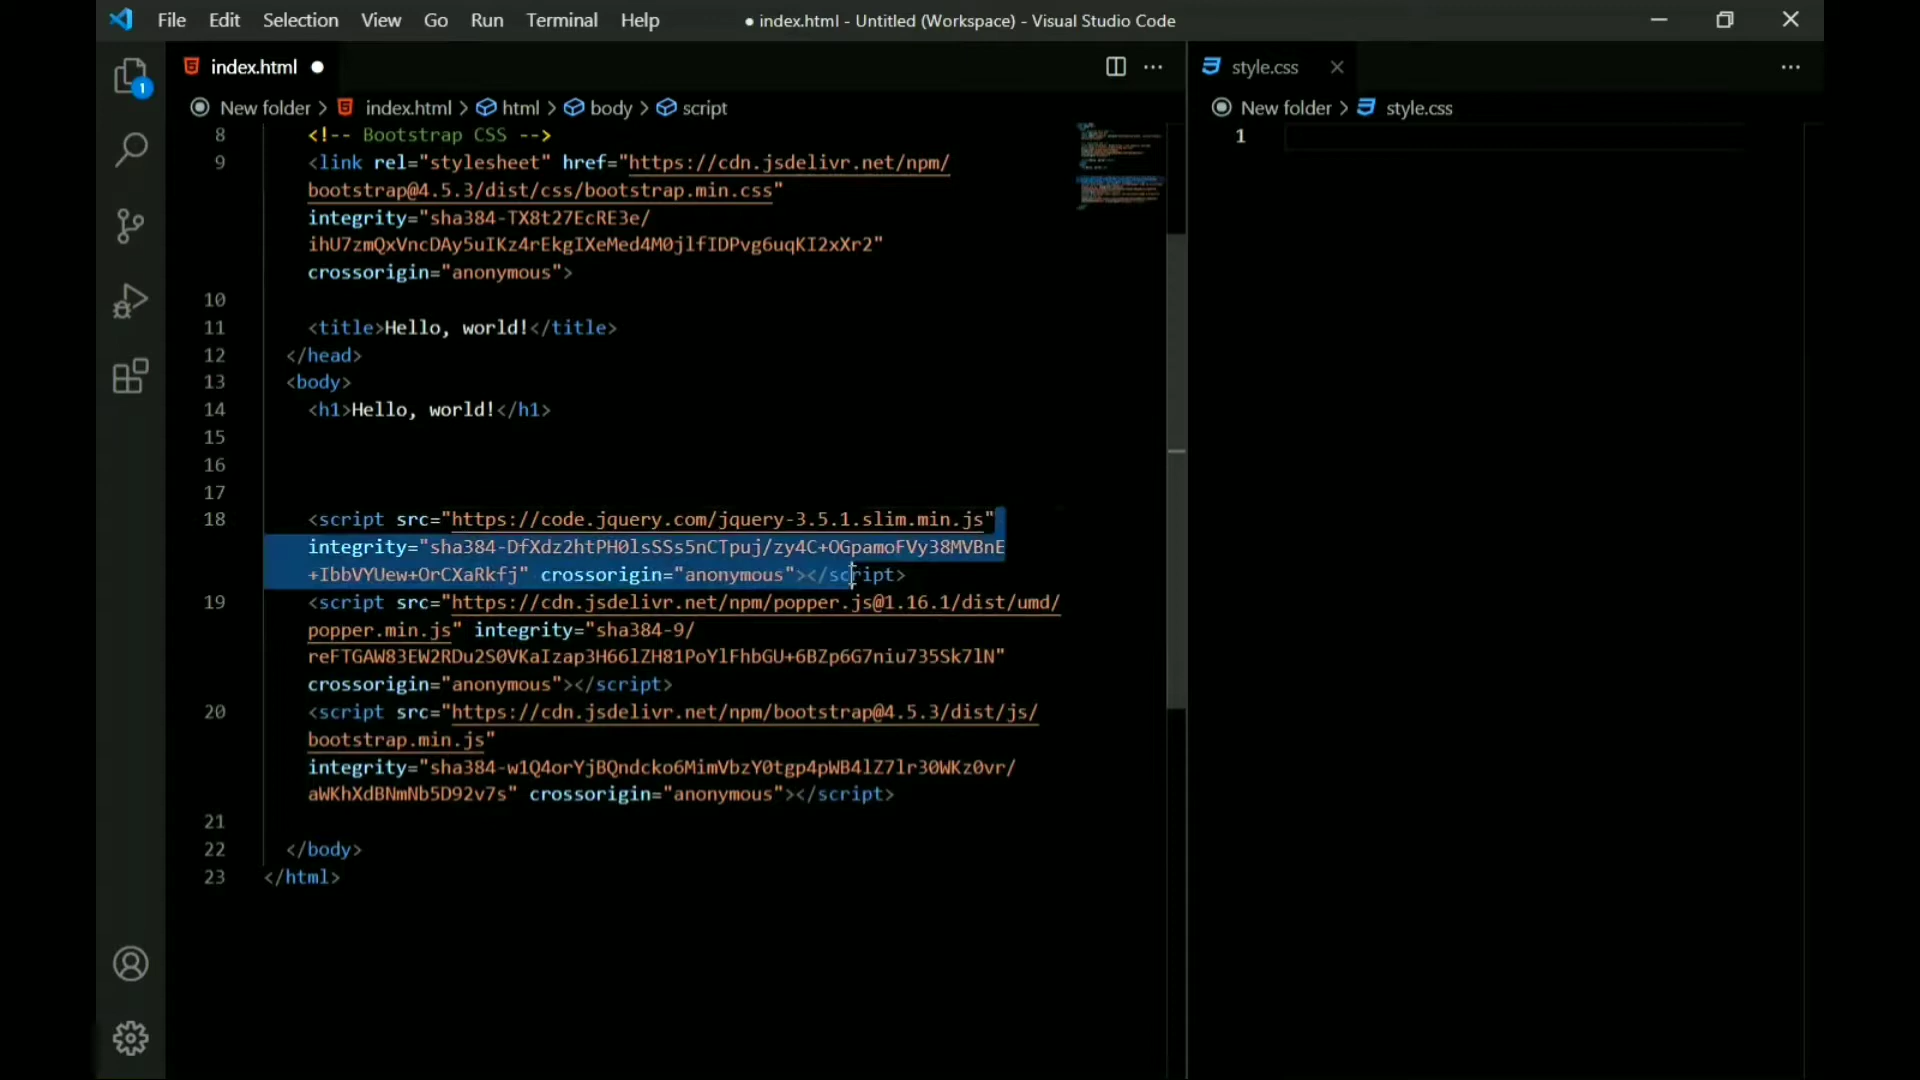 File Edit Selection View Go Run Terminal Help
● index.html - Untitled (Workspace) - Visual Studio Code
1
index.html
New folder > index.html > html > body > script
8 <!-- Bootstrap CSS -->
9 <link rel="stylesheet" href="https://cdn.jsdelivr.net/npm/
bootstrap@4.5.3/dist/css/bootstrap.min.css"
integrity="sha384-TX8t27EcRE3e/
ihU7zmQxVncDAy5uIKz4rEkgIXeMed4M0jlfIDPvg6uqKI2xXr2"
crossorigin="anonymous">
10
11 <title>Hello, world!</title>
12 </head>
13 <body>
14 <h1>Hello, world!</h1>
15
16
17
18 <script src="https://code.jquery.com/jquery-3.5.1.slim.min.js"
integrity="sha384-DfXdz2htPH0lsSSs5nCTpuj/zy4C+OGpamoFVy38MVBnE
+IbbVYUew+OrCXaRkfj" crossorigin="anonymous"></script>
19 <script src="https://cdn.jsdelivr.net/npm/popper.js@1.16.1/dist/umd/
popper.min.js" integrity="sha384-9/
reFTGAW83EW2RDu2S0VKaIzap3H66lZH81PoYlFhbGU+6BZp6G7niu735Sk7lN"
crossorigin="anonymous"></script>
20 <script src="https://cdn.jsdelivr.net/npm/bootstrap@4.5.3/dist/js/
bootstrap.min.js"
integrity="sha384-w1Q4orYjBQndcko6MimVbzY0tgp4pWB4lZ7lr30WKz0vr/
aWKhXdBNmNb5D92v7s" crossorigin="anonymous"></script>
21
22 </body>
23 </html>
style.css
New folder > style.css
1